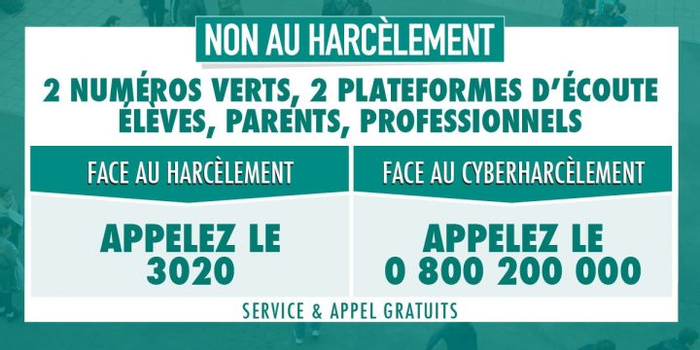 NON AU HARCÈLEMENT
2 NUMÉROS VERTS, 2 PLATEFORMES D'ÉCOUTE
ÉLÈVES, PARENTS, PROFESSIONNELS
FACE AU HARCÈLEMENT
APPELEZ LE
3020
FACE AU CYBERHARCÈLEMENT
APPELEZ LE
0 800 200 000
SERVICE & APPEL GRATUITS